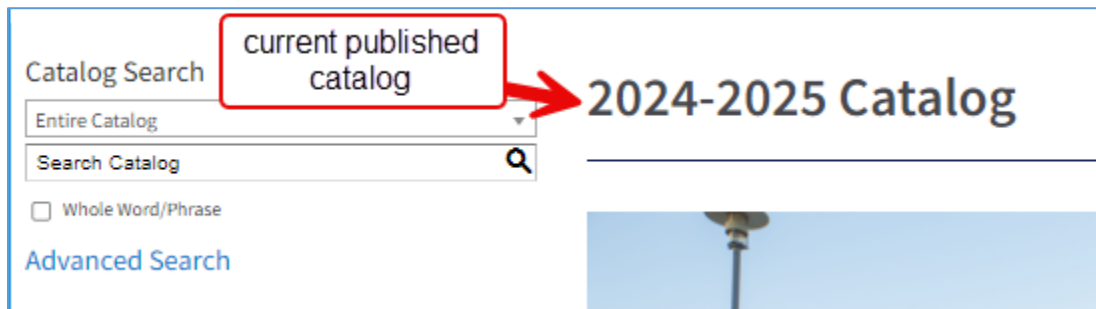 current published
catalog
Catalog Search
Entire Catalog
Search Catalog
Whole Word/Phrase
Advanced Search
2024-2025 Catalog